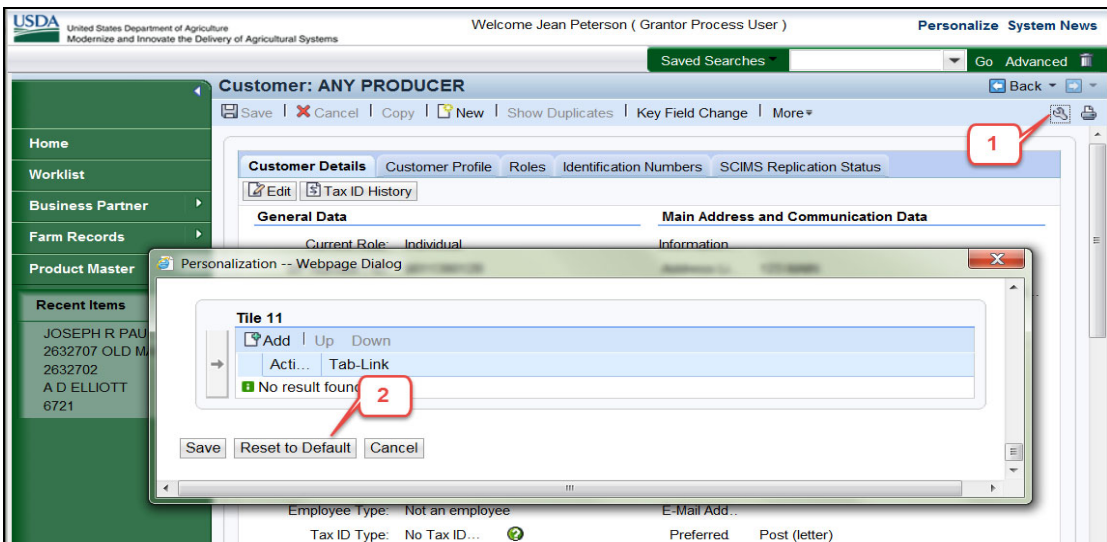 USDA United States Department of Agriculture Welcome Jean Peterson ( Grantor Process User ) Personalize System News
Modernize and Innovate the Delivery of Agricultural Systems
Saved Searches Go Advanced
Customer: ANY PRODUCER Back
Save | Cancel | Copy | New | Show Duplicates | Key Field Change | More
1
Home
Customer Details Customer Profile Roles Identification Numbers SCIMS Replication Status
Worklist
Edit Tax ID History
Business Partner
General Data Main Address and Communication Data
Farm Records
Current Role: Individual Information
Product Master
Personalization -- Webpage Dialog X
Recent Items
Tile 11
JOSEPH R PAU
Add | Up Down
2632707 OLD
2632702
Acti... Tab-Link
A D ELLIOTT
No result found
6721
2
Save Reset to Default Cancel
Employee Type: Not an employee E-Mail Add..
Tax ID Type: No Tax ID... Preferred Post (letter)